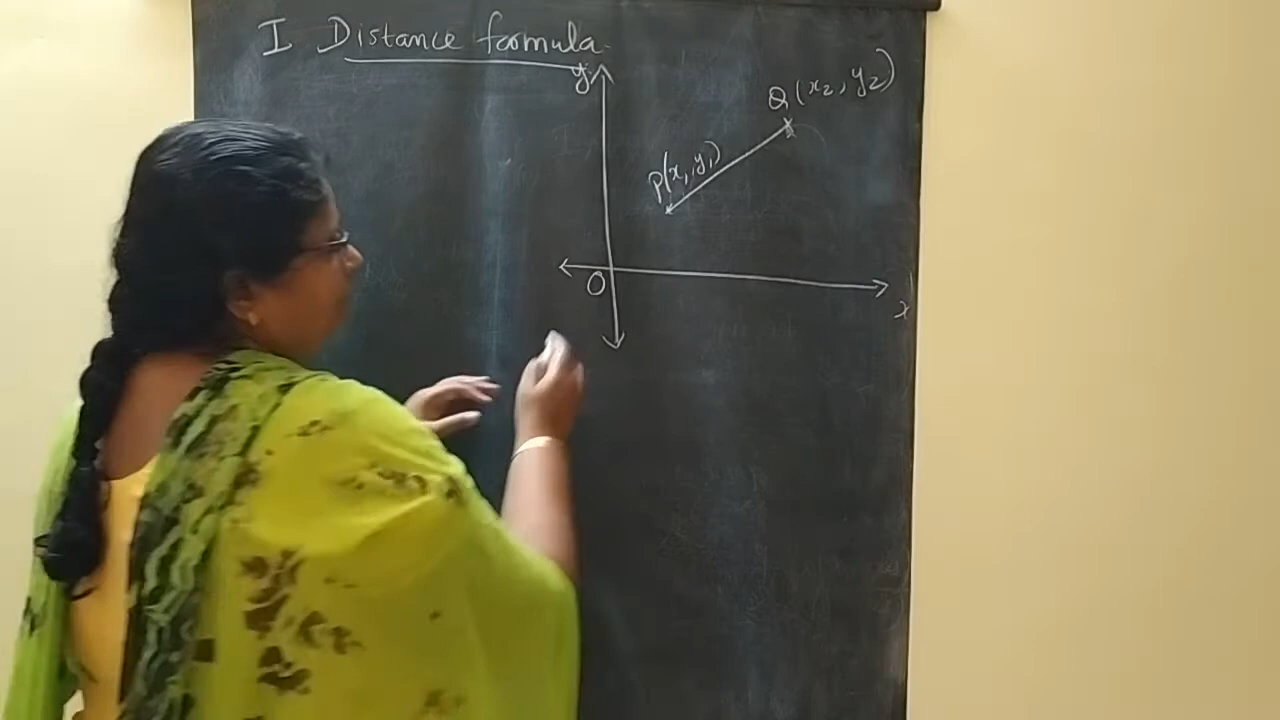 I Distance formula.
y
Q(x₂, y₂)
P(x₁, y₁)
O
x